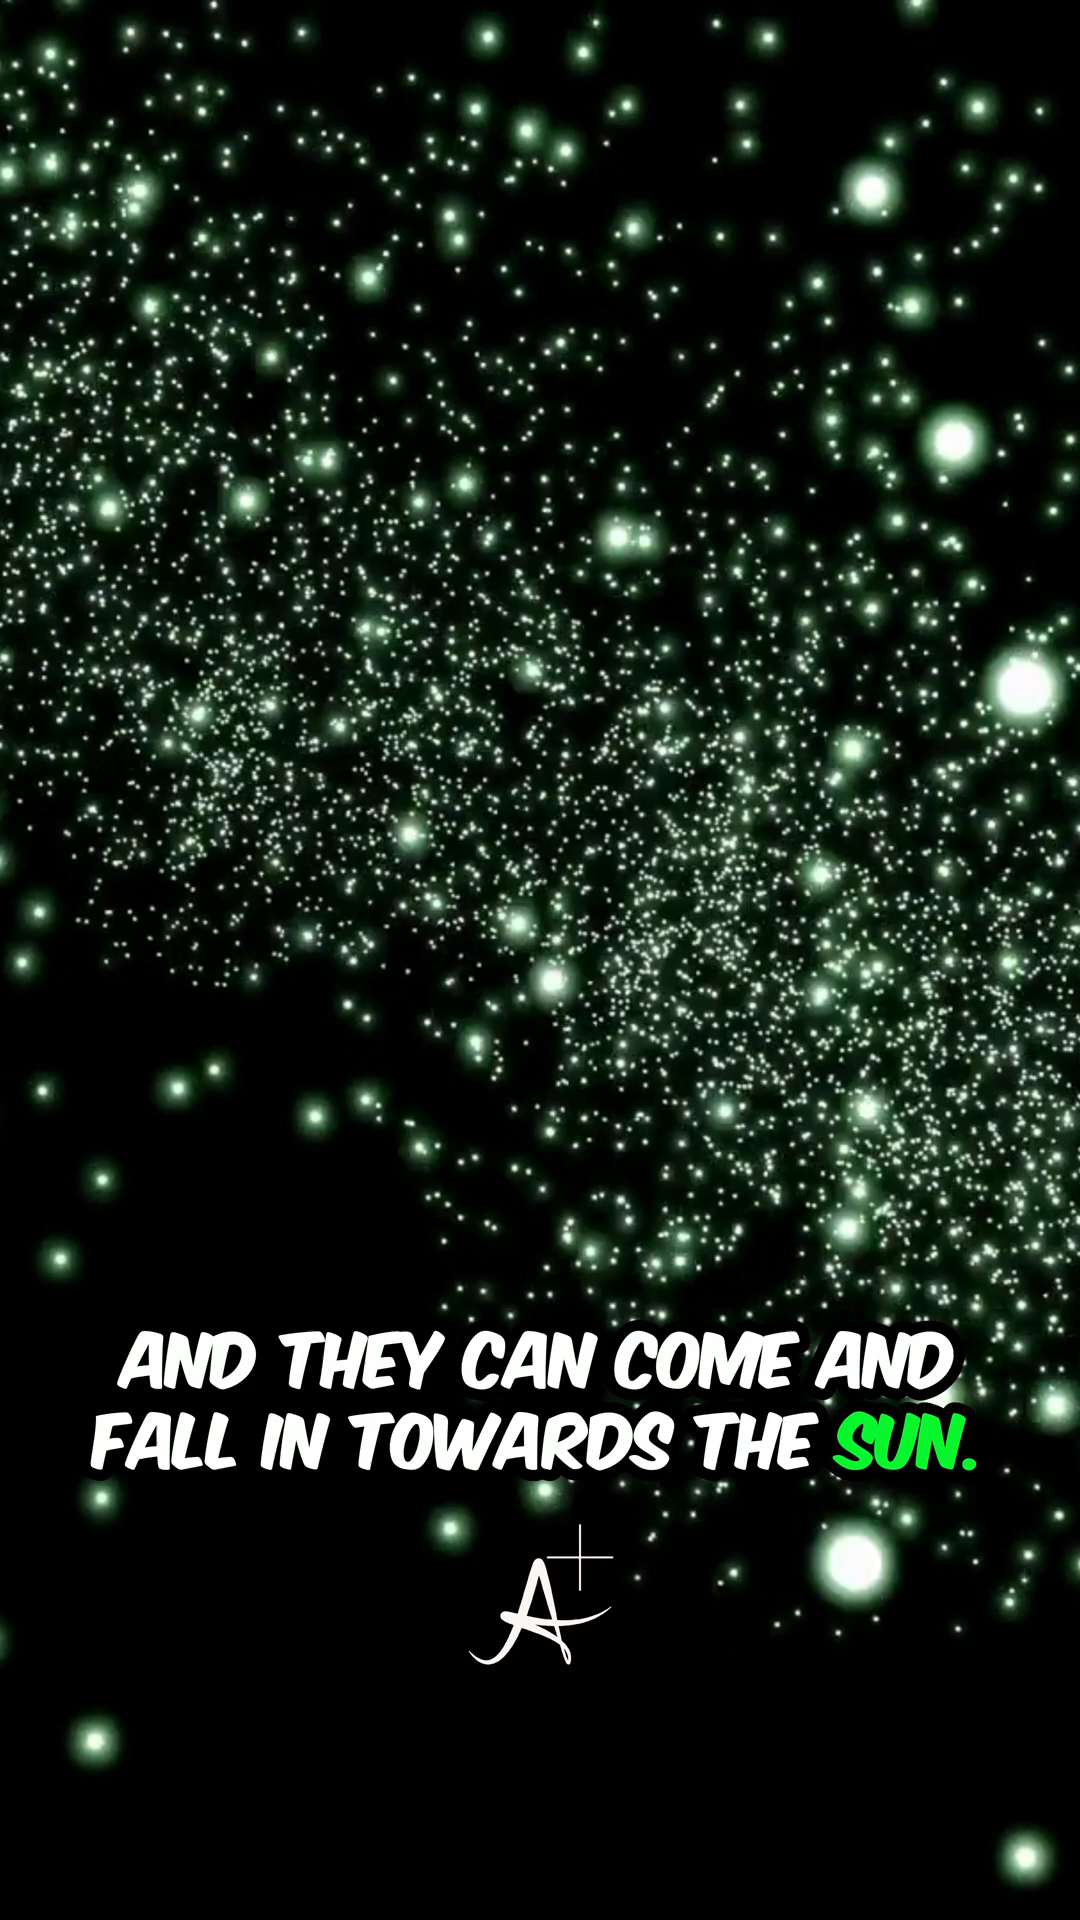 AND THEY CAN COME AND
FALL IN TOWARDS THE SUN.
A+